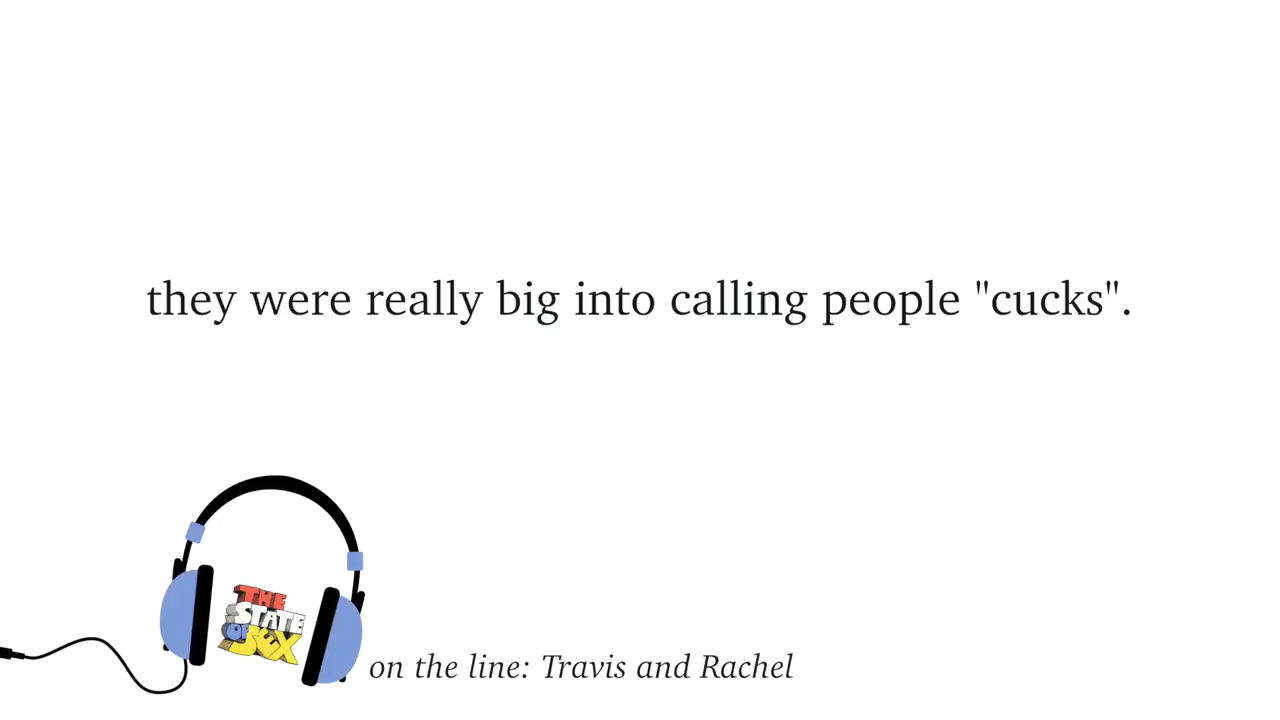 they were really big into calling people "cucks".
THE
STATE
OF SEX
on the line: Travis and Rachel